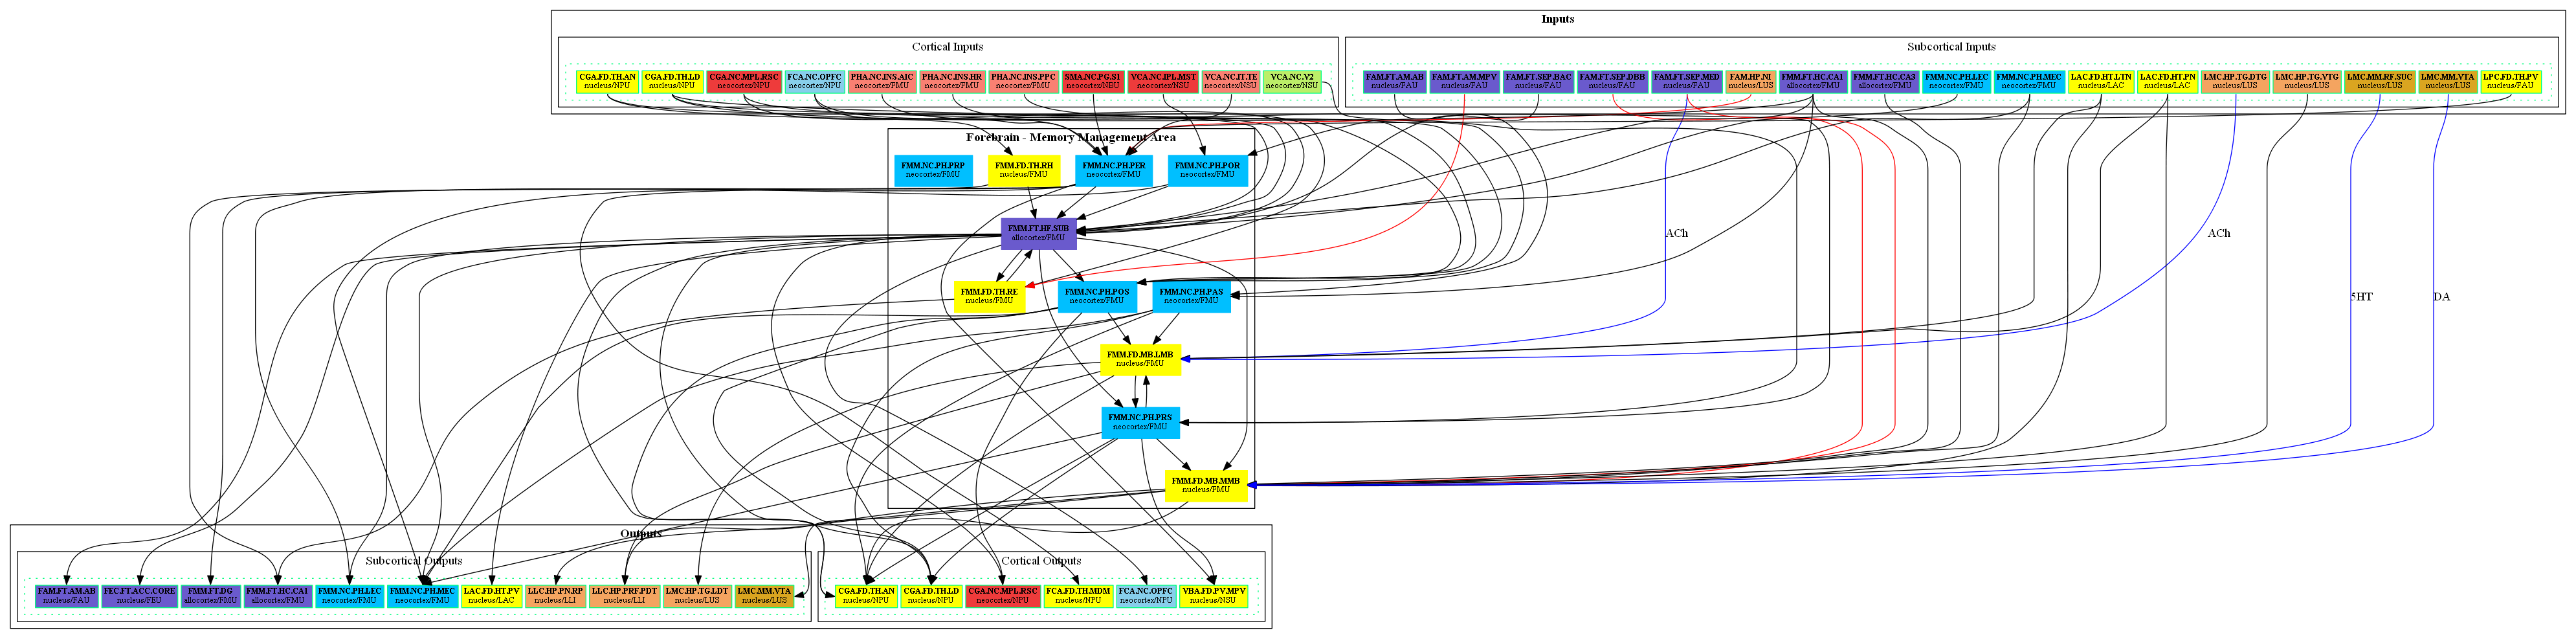 Inputs
Cortical Inputs
Subcortical Inputs
CGA.FD.TH.AN
nucleus/NPU
CGA.FD.TH.LD
nucleus/NPU
CGA.NC.MPL.RSC
neocortex/NPU
FCA.NC.OPFC
neocortex/NPU
PHA.NC.INS.AIC
neocortex/FMU
PHA.NC.INS.HR
neocortex/FMU
PHA.NC.INS.PPC
neocortex/FMU
SMA.NC.PG.S1
neocortex/NBU
VCA.NC.IPL.MST
neocortex/NSU
VCA.NC.IT.TE
neocortex/NSU
VCA.NC.V2
neocortex/NSU
FAM.FT.AM.AB
nucleus/FAU
FAM.FT.AM.MPV
nucleus/FAU
FAM.FT.SEP.BAC
nucleus/FAU
FAM.FT.SEP.DBB
nucleus/FAU
FAM.FT.SEP.MED
nucleus/FAU
FAM.HP.NI
nucleus/LUS
FMM.FT.HC.CA1
allocortex/FMU
FMM.FT.HC.CA3
allocortex/FMU
FMM.NC.PH.LEC
neocortex/FMU
FMM.NC.PH.MEC
neocortex/FMU
LAC.FD.HT.LTN
nucleus/LAC
LAC.FD.HT.PN
nucleus/LAC
LMC.HP.TG.DTG
nucleus/LUS
LMC.HP.TG.VTG
nucleus/LUS
LMC.MM.RF.SUC
nucleus/LUS
LMC.MM.VTA
nucleus/LUS
LPC.FD.TH.PV
nucleus/FAU
Forebrain - Memory Management Area
FMM.NC.PH.PRP
neocortex/FMU
FMM.FD.TH.RH
nucleus/FMU
FMM.NC.PH.PER
neocortex/FMU
FMM.NC.PH.POR
neocortex/FMU
FMM.FT.HF.SUB
allocortex/FMU
ACh
ACh
FMM.FD.TH.RE
nucleus/FMU
FMM.NC.PH.POS
neocortex/FMU
FMM.NC.PH.PAS
neocortex/FMU
5HT
DA
FMM.FD.MB.LMB
nucleus/FMU
FMM.NC.PH.PRS
neocortex/FMU
FMM.FD.MB.MMB
nucleus/FMU
Outputs
Subcortical Outputs
Cortical Outputs
FAM.FT.AM.AB
nucleus/FAU
FEC.FT.ACC.CORE
nucleus/FEU
FMM.FT.DG
allocortex/FMU
FMM.FT.HC.CA1
allocortex/FMU
FMM.NC.PH.LEC
neocortex/FMU
FMM.NC.PH.MEC
neocortex/FMU
LAC.FD.HT.PV
nucleus/LAC
LLC.HP.PN.RP
nucleus/LLI
LLC.HP.PRF.PDT
nucleus/LLI
LMC.HP.TG.LDT
nucleus/LUS
LMC.MM.VTA
nucleus/LUS
CGA.FD.TH.AN
nucleus/NPU
CGA.FD.TH.LD
nucleus/NPU
CGA.NC.MPL.RSC
neocortex/NPU
FCA.FD.TH.MDM
nucleus/NPU
FCA.NC.OPFC
neocortex/NPU
VBA.FD.PV.MPV
nucleus/NSU